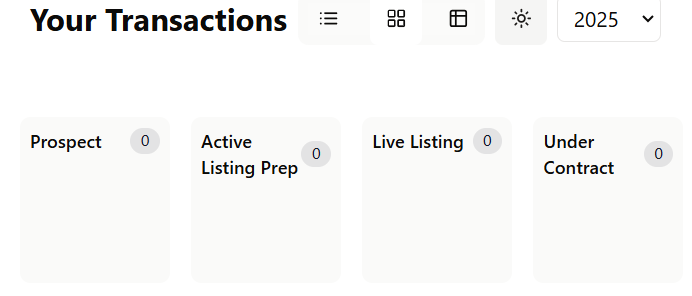 Your Transactions
2025
Prospect 0
Active
Listing Prep 0
Live Listing 0
Under
Contract 0